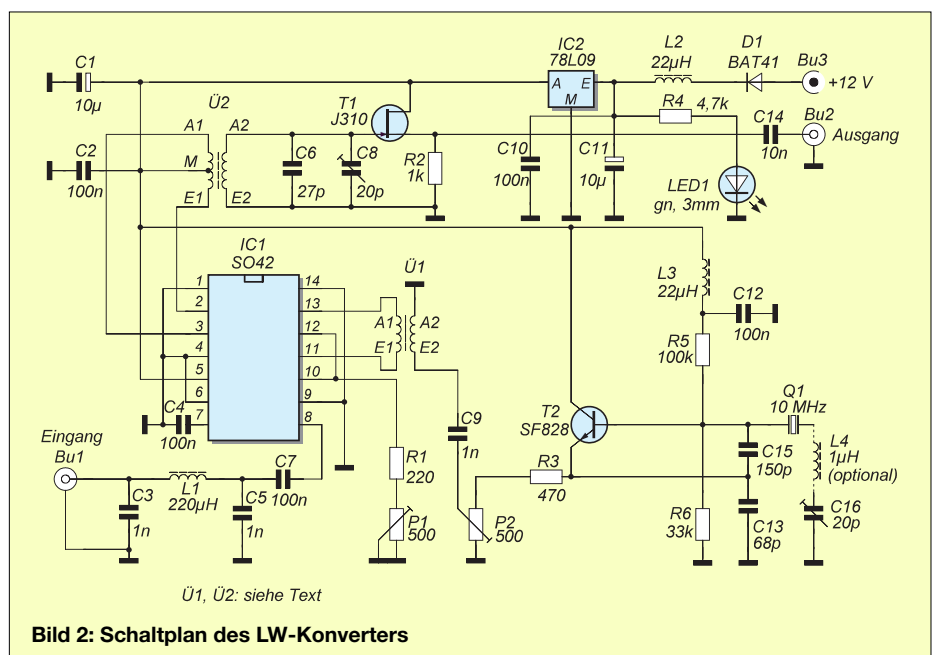 C1
10µ
Ü2
A1
A2
M
E1
E2
C2
100n
T1
J310
C6
27p
C8
20p
R2
1k
IC2
78L09
A
E
M
L2
22µH
D1
BAT41
Bu3
+12 V
R4
4,7k
C14
10n
Bu2
Ausgang
C10
100n
C11
10µ
LED1
gn, 3mm
IC1
SO42
1
2
3
4
5
6
7
14
13
12
11
10
9
8
Ü1
A1
A2
E1
E2
L3
22µH
C12
100n
R5
100k
Q1
10 MHz
T2
SF828
C4
100n
Eingang
Bu1
C3
1n
L1
220µH
C5
1n
C7
100n
R1
220
P1
500
C9
1n
P2
500
R3
470
C15
150p
L4
1µH
(optional)
R6
33k
C13
68p
C16
20p
Ü1, Ü2: siehe Text
Bild 2: Schaltplan des LW-Konverters